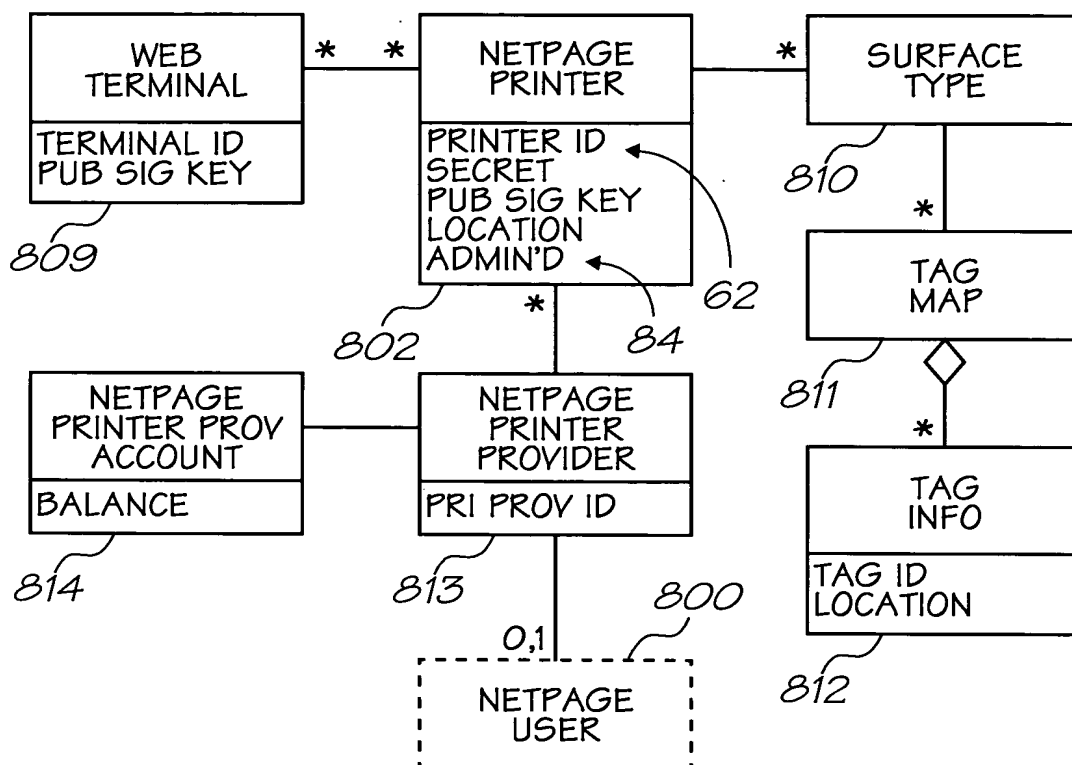 WEB
TERMINAL
TERMINAL ID
PUB SIG KEY
809
*
*
NETPAGE
PRINTER
PRINTER ID
SECRET
PUB SIG KEY
LOCATION
ADMIN'D
802
62
84
*
*
SURFACE
TYPE
810
*
TAG
MAP
811
*
TAG
INFO
TAG ID
LOCATION
812
NETPAGE
PRINTER PROV
ACCOUNT
BALANCE
814
NETPAGE
PRINTER
PROVIDER
PRI PROV ID
813
800
0,1
NETPAGE
USER